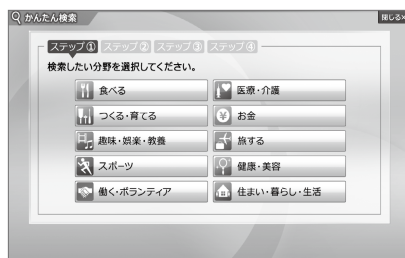 かんたん検索
閉じる×
ステップ① ステップ② ステップ③ ステップ④
検索したい分野を選択してください。
食べる
医療・介護
つくる・育てる
お金
趣味・娯楽・教養
旅する
スポーツ
健康・美容
働く・ボランティア
住まい・暮らし・生活